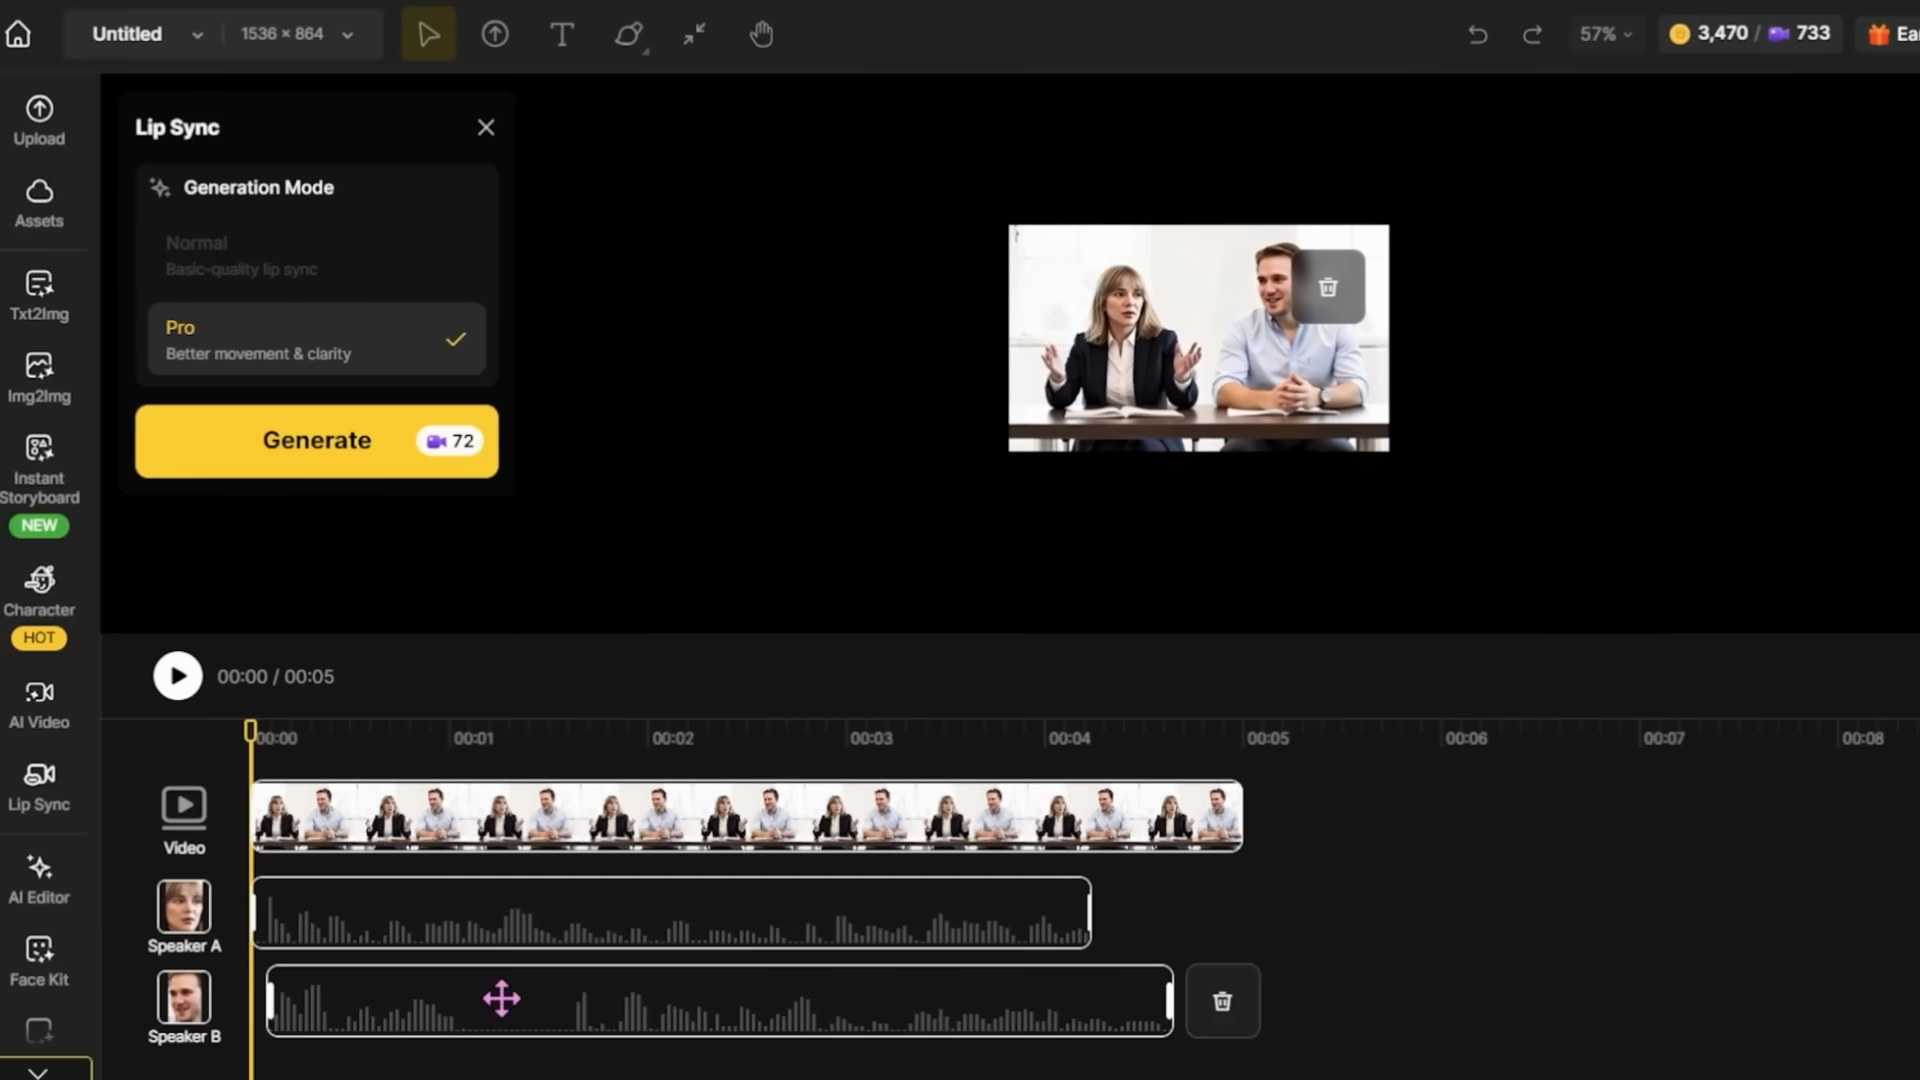 Untitled
1536 × 864
57%
3,470 / 733
Ea
Upload
Assets
Txt2Img
Img2Img
Instant
Storyboard
NEW
Character
HOT
AI Video
Lip Sync
AI Editor
Face Kit
Lip Sync
Generation Mode
Normal
Basic-quality lip sync
Pro
Better movement & clarity
Generate 72
00:00 / 00:05
00:00 00:01 00:02 00:03 00:04 00:05 00:06 00:07 00:08
Video
Speaker A
Speaker B